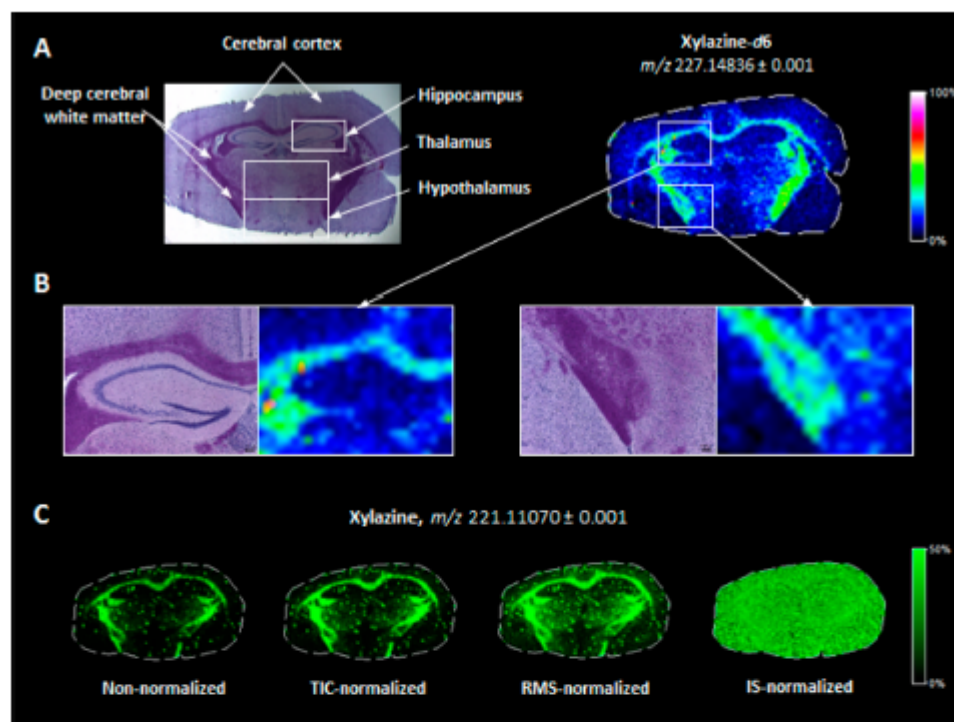 A
Cerebral cortex
Xylazine-d6
m/z 227.14836 ± 0.001
Deep cerebral
white matter
Hippocampus
Thalamus
Hypothalamus
100%
0%
B
C
Xylazine, m/z 221.11070 ± 0.001
50%
0%
Non-normalized
TIC-normalized
RMS-normalized
IS-normalized